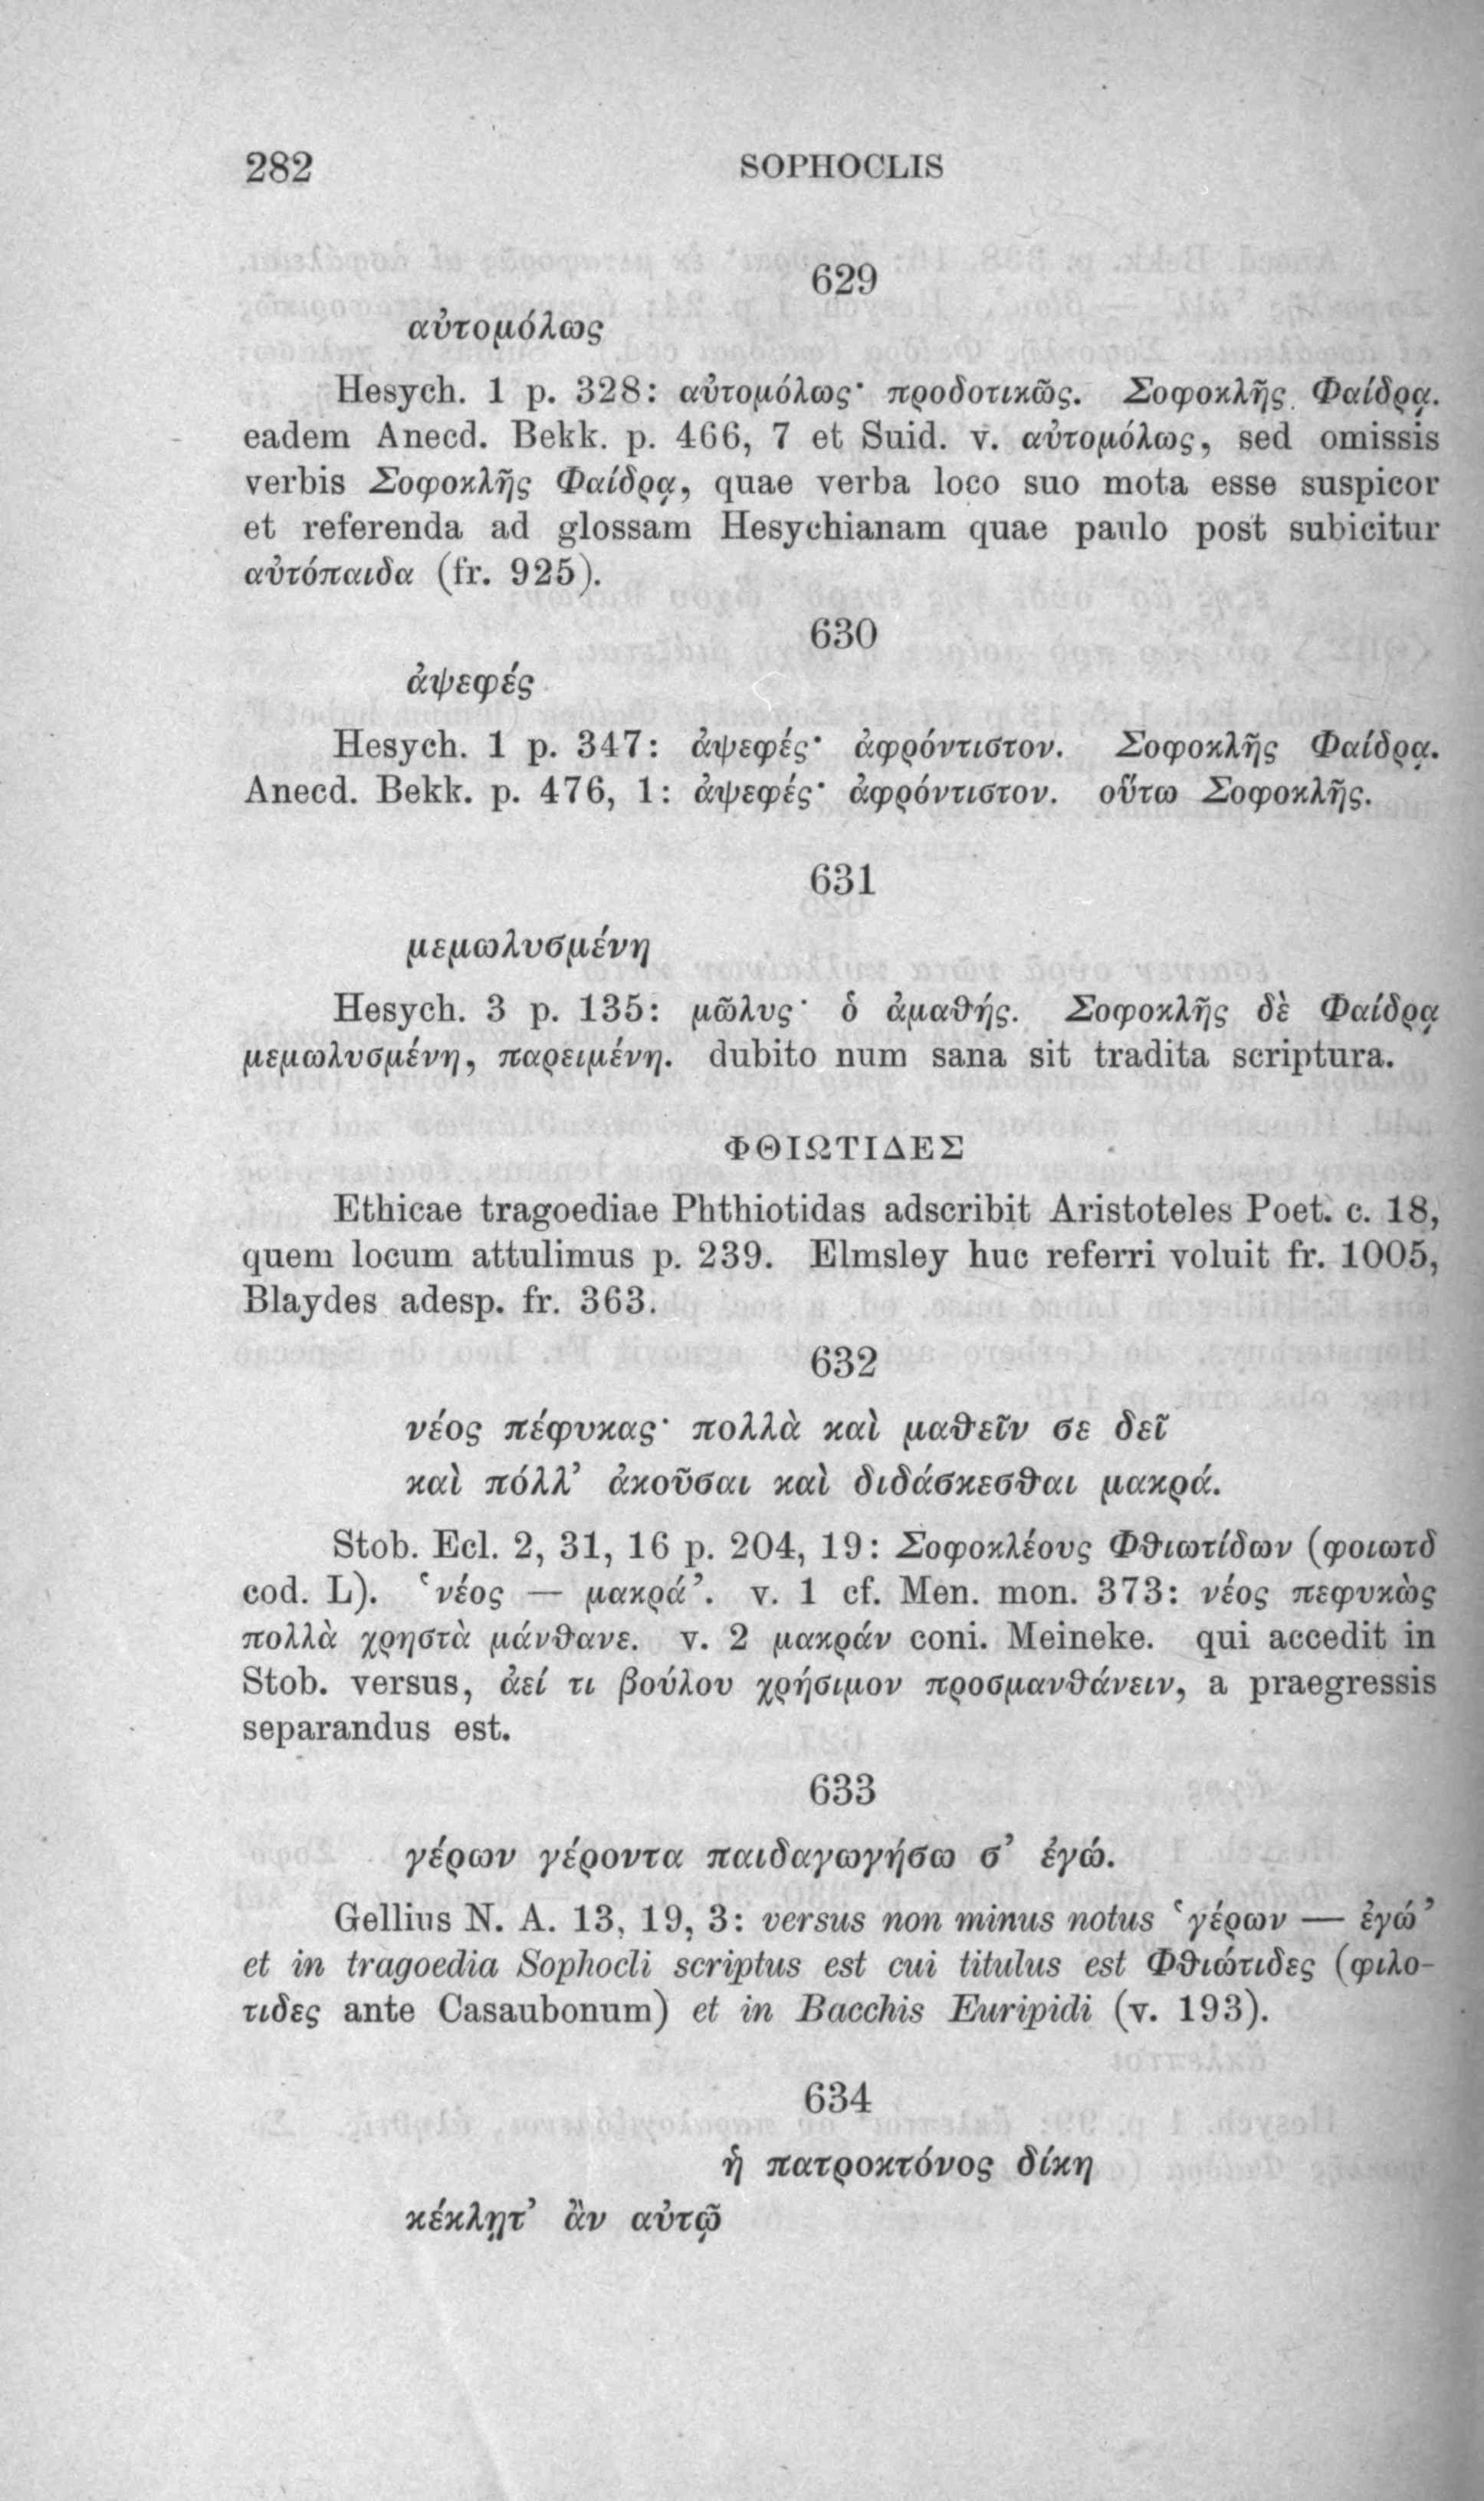 282 SOPHOCLIS
629
αὐτομόλως
Hesych. 1 p. 328: αὐτομόλως· προδοτικῶς. Σοφοκλῆς Φαίδρᾳ.
eadem Anecd. Bekk. p. 466, 7 et Suid. v. αὐτομόλως, sed omissis
verbis Σοφοκλῆς Φαίδρᾳ, quae verba loco suo mota esse suspicor
et referenda ad glossam Hesychianam quae paulo post subicitur
αὐτόπαιδα (fr. 925).
630
ἀψεφές
Hesych. 1 p. 347: ἀψεφές· ἀφρόντιστον. Σοφοκλῆς Φαίδρᾳ.
Anecd. Bekk. p. 476, 1: ἀψεφές· ἀφρόντιστον. οὕτω Σοφοκλῆς.
631
μεμωλυσμένη
Hesych. 3 p. 135: μῶλυς· ὁ ἀμαθής. Σοφοκλῆς δὲ Φαίδρᾳ
μεμωλυσμένη, παρειμένη. dubito num sana sit tradita scriptura.
ΦΘΙΩΤΙΔΕΣ
Ethicae tragoediae Phthiotidas adscribit Aristoteles Poet. c. 18,
quem locum attulimus p. 239. Elmsley huc referri voluit fr. 1005,
Blaydes adesp. fr. 363.
632
νέος πέφυκας· πολλὰ καὶ μαθεῖν σε δεῖ
καὶ πόλλ’ ἀκοῦσαι καὶ διδάσκεσθαι μακρά.
Stob. Ecl. 2, 31, 16 p. 204, 19: Σοφοκλέους Φθιωτίδων (φοιωτδ
cod. L). ‛νέος — μακρά’. v. 1 cf. Men. mon. 373: νέος πεφυκὼς
πολλὰ χρηστὰ μάνθανε. v. 2 μακράν coni. Meineke. qui accedit in
Stob. versus, ἀεί τι βούλου χρήσιμον προσμανθάνειν, a praegressis
separandus est.
633
γέρων γέροντα παιδαγωγήσω σ’ ἐγώ.
Gellius N. A. 13, 19, 3: versus non minus notus ‛γέρων — ἐγώ’
et in tragoedia Sophocli scriptus est cui titulus est Φθιώτιδες (φιλο-
τιδες ante Casaubonum) et in Bacchis Euripidi (v. 193).
634
ἡ πατροκτόνος δίκη
κέκλῃτ’ ἂν αὐτῷ